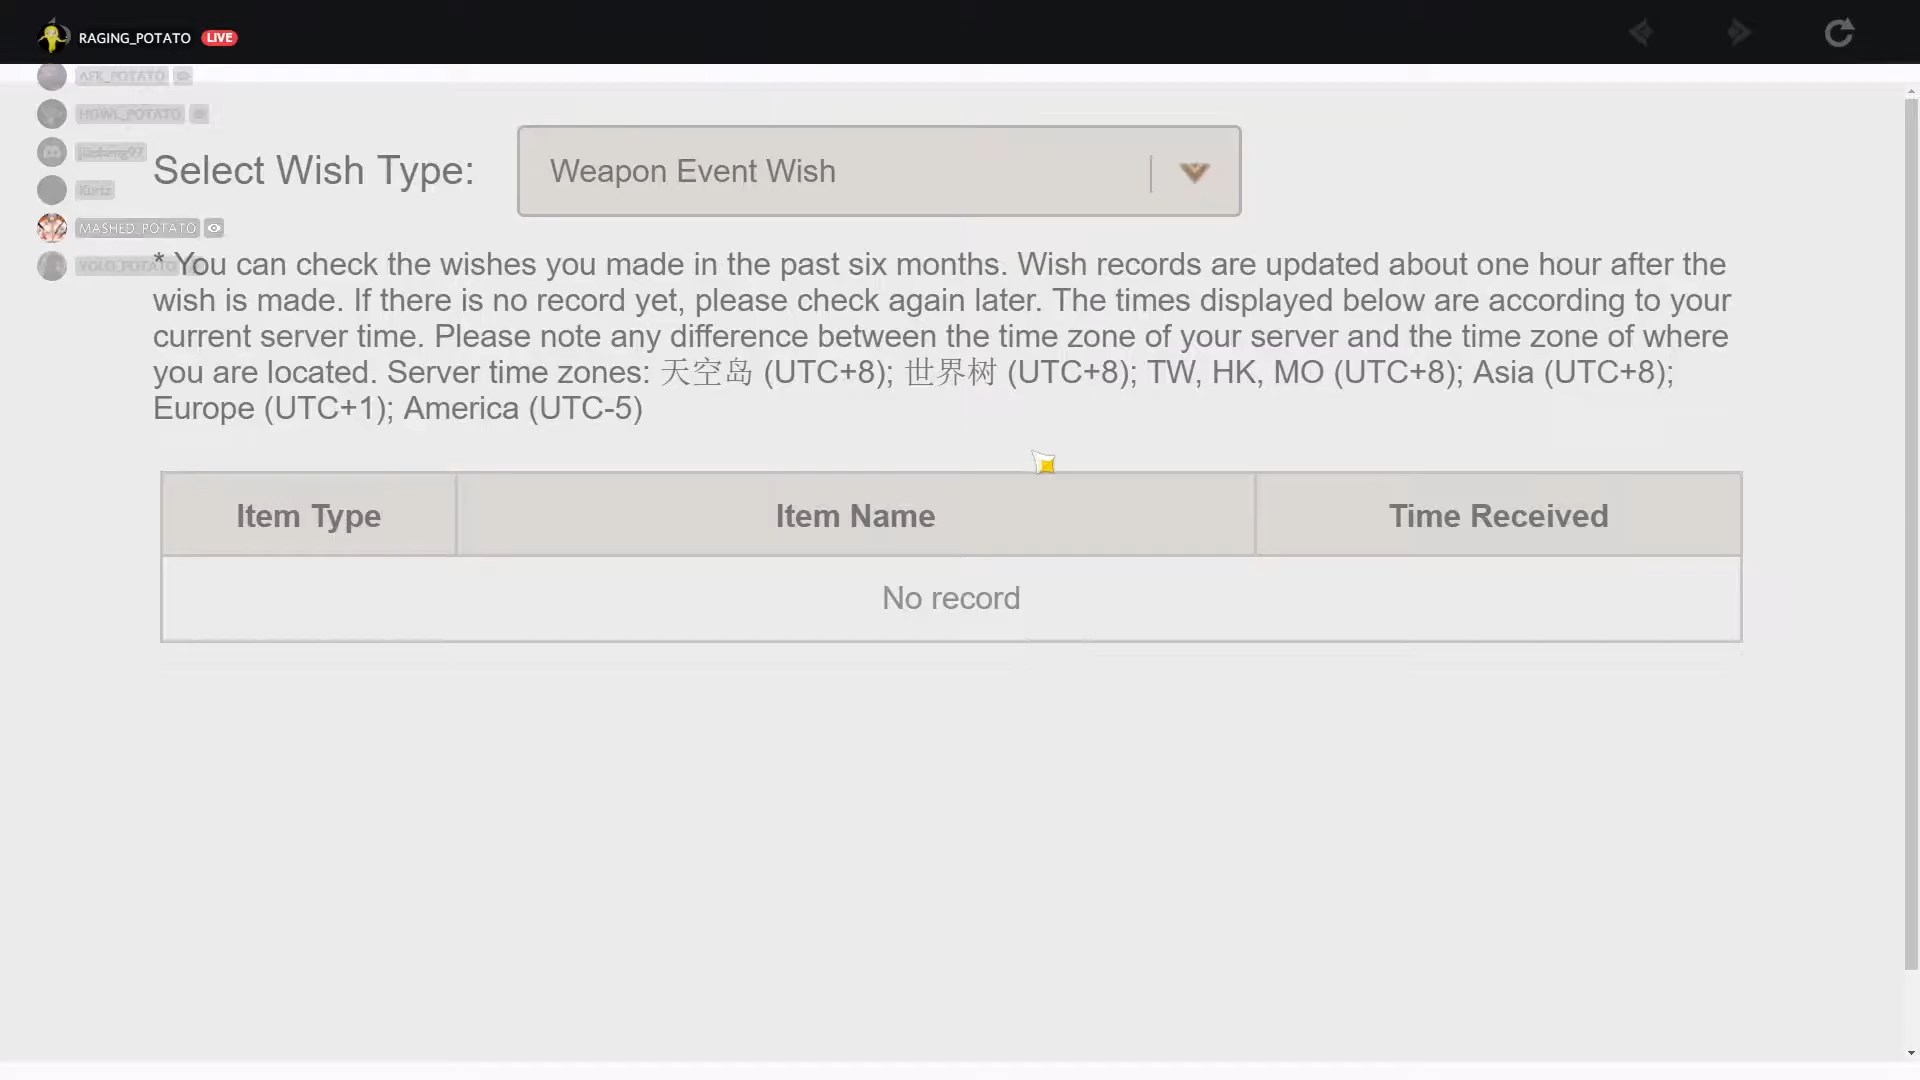 RAGING_POTATO LIVE
AFK_POTATO
HOWL_POTATO
Select Wish Type:
Weapon Event Wish
Kurtz
MASHED_POTATO
YOLO_POTATO
* You can check the wishes you made in the past six months. Wish records are updated about one hour after the
wish is made. If there is no record yet, please check again later. The times displayed below are according to your
current server time. Please note any difference between the time zone of your server and the time zone of where
you are located. Server time zones: 天空岛 (UTC+8); 世界树 (UTC+8); TW, HK, MO (UTC+8); Asia (UTC+8);
Europe (UTC+1); America (UTC-5)
Item Type
Item Name
Time Received
No record